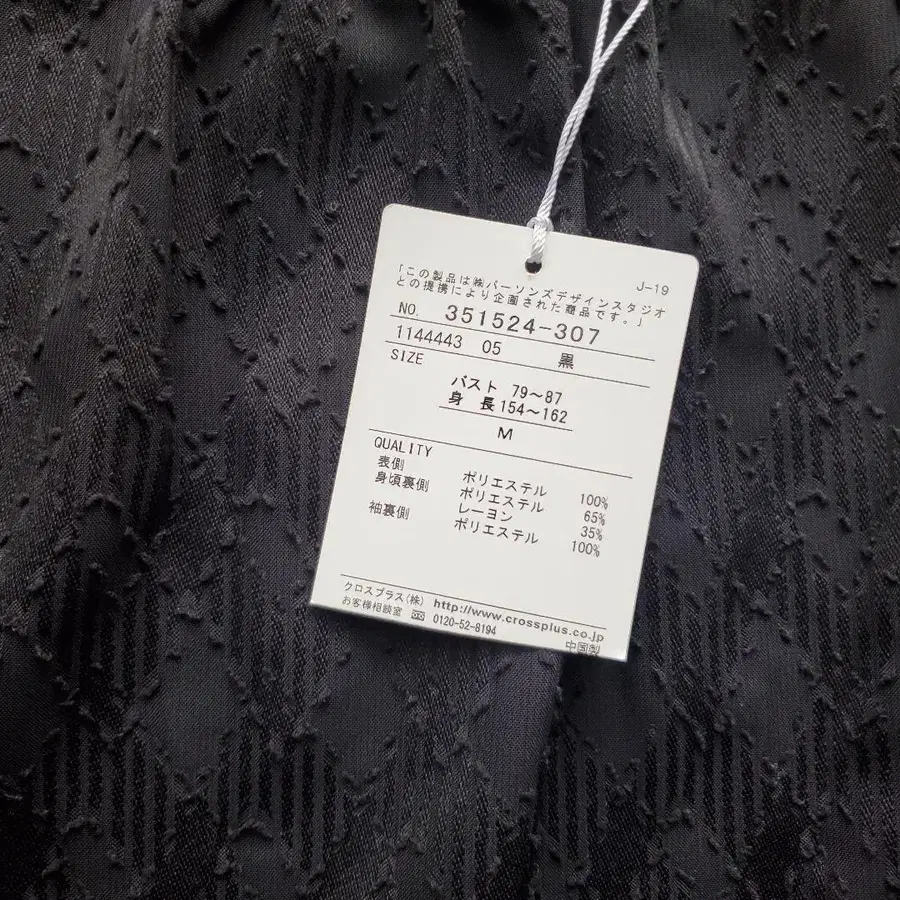 J-19
「この製品は㈱パーソンズデザインスタジオ
との提携により企画された商品です。」
NO. 351524-307
1144443 05 黒
SIZE
バスト 79〜87
身 長 154〜162
M
QUALITY
表側 ポリエステル 100%
身頃裏側 ポリエステル 65%
レーヨン 35%
袖裏側 ポリエステル 100%
クロスプラス(株) http://www.crossplus.co.jp
お客様相談室 0120-52-8194
中国製